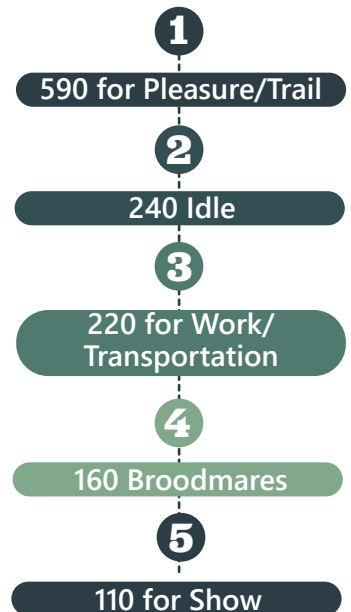 1
590 for Pleasure/Trail
2
240 Idle
3
220 for Work/
Transportation
4
160 Broodmares
5
110 for Show